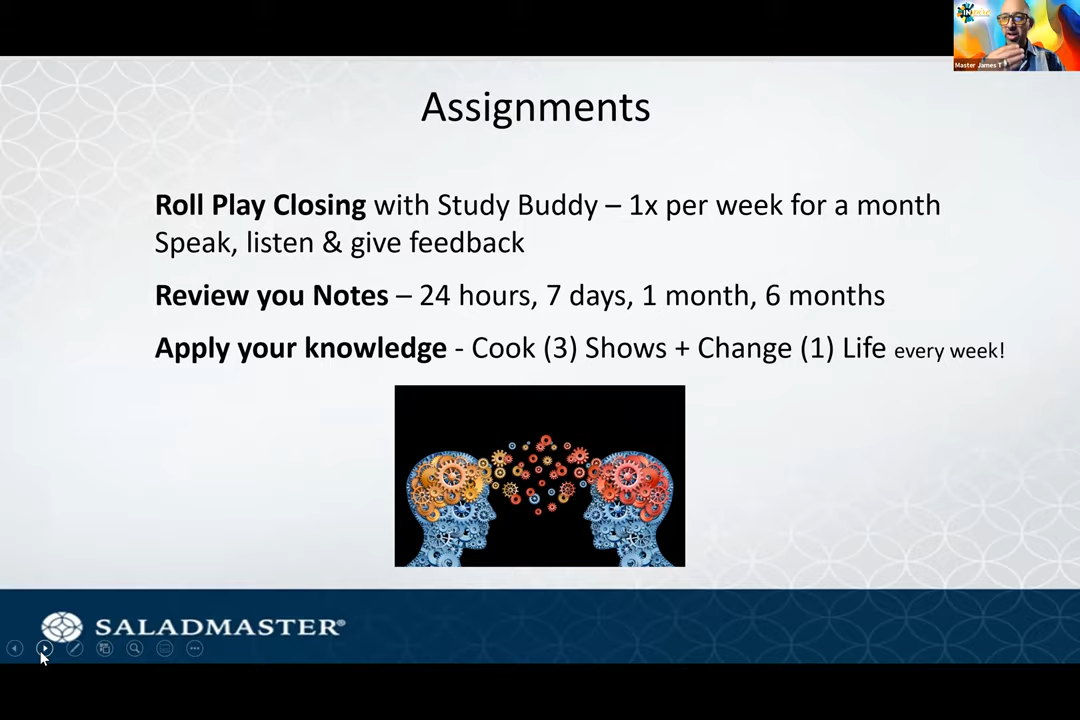 Master James T
Assignments
Roll Play Closing with Study Buddy – 1x per week for a month
Speak, listen & give feedback
Review you Notes – 24 hours, 7 days, 1 month, 6 months
Apply your knowledge - Cook (3) Shows + Change (1) Life every week!
SALADMASTER®